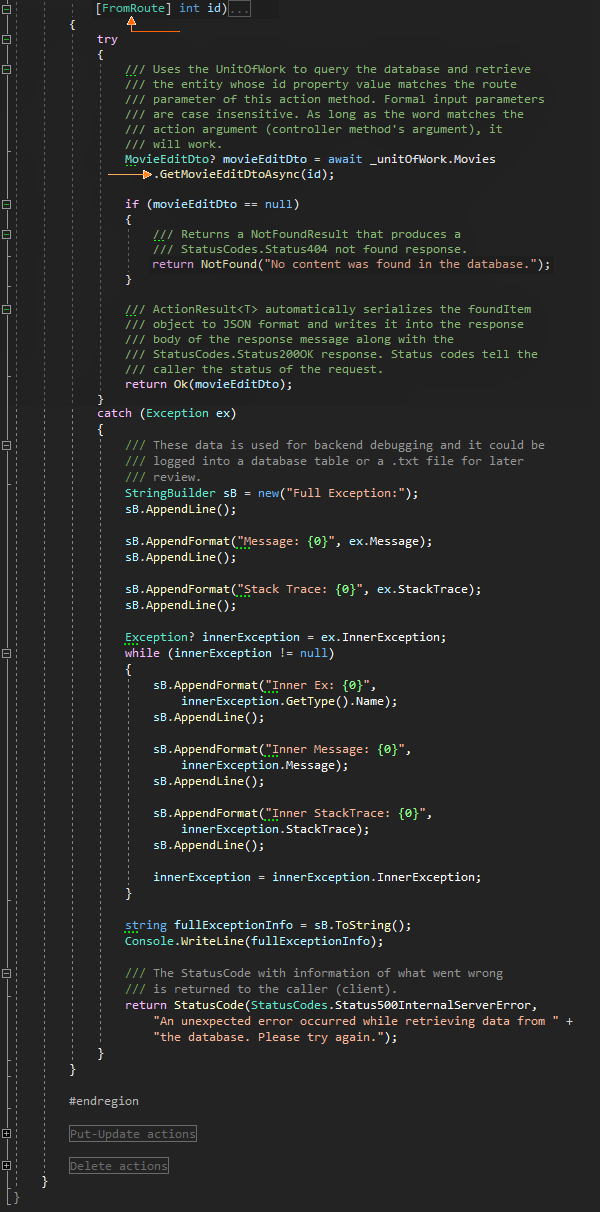 [FromRoute] int id)...
{
try
{
/// Uses the UnitOfWork to query the database and retrieve
/// the entity whose id property value matches the route
/// parameter of this action method. Formal input parameters
/// are case insensitive. As long as the word matches the
/// action argument (controller method's argument), it
/// will work.
MovieEditDto? movieEditDto = await _unitOfWork.Movies
.GetMovieEditDtoAsync(id);
if (movieEditDto == null)
{
/// Returns a NotFoundResult that produces a
/// StatusCodes.Status404 not found response.
return NotFound("No content was found in the database.");
}
/// ActionResult<T> automatically serializes the foundItem
/// object to JSON format and writes it into the response
/// body of the response message along with the
/// StatusCodes.Status200OK response. Status codes tell the
/// caller the status of the request.
return Ok(movieEditDto);
}
catch (Exception ex)
{
/// These data is used for backend debugging and it could be
/// logged into a database table or a .txt file for later
/// review.
StringBuilder sB = new("Full Exception:");
sB.AppendLine();
sB.AppendFormat("Message: {0}", ex.Message);
sB.AppendLine();
sB.AppendFormat("Stack Trace: {0}", ex.StackTrace);
sB.AppendLine();
Exception? innerException = ex.InnerException;
while (innerException != null)
{
sB.AppendFormat("Inner Ex: {0}",
innerException.GetType().Name);
sB.AppendLine();
sB.AppendFormat("Inner Message: {0}",
innerException.Message);
sB.AppendLine();
sB.AppendFormat("Inner StackTrace: {0}",
innerException.StackTrace);
sB.AppendLine();
innerException = innerException.InnerException;
}
string fullExceptionInfo = sB.ToString();
Console.WriteLine(fullExceptionInfo);
/// The StatusCode with information of what went wrong
/// is returned to the caller (client).
return StatusCode(StatusCodes.Status500InternalServerError,
"An unexpected error occurred while retrieving data from " +
"the database. Please try again.");
}
}
#endregion
Put-Update actions
Delete actions
}
}